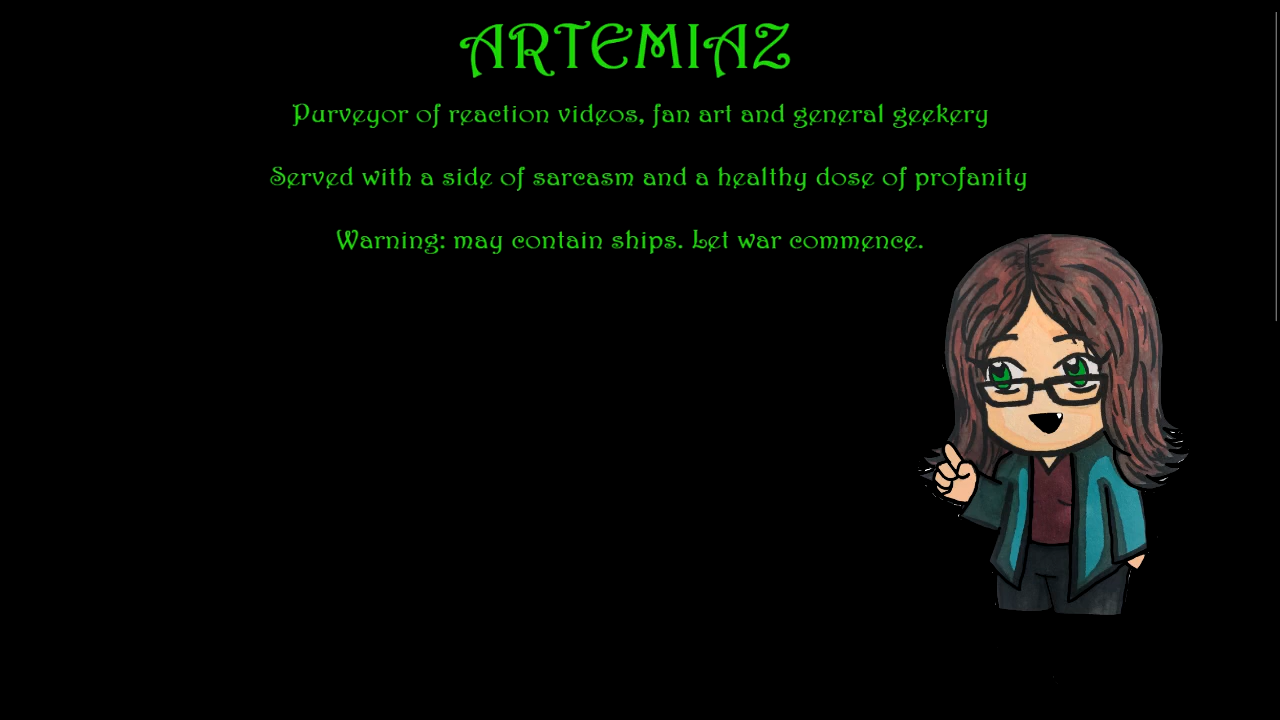 ARTEMIAZ
Purveyor of reaction videos, fan art and general geekery
Served with a side of sarcasm and a healthy dose of profanity
Warning: may contain ships. Let war commence.